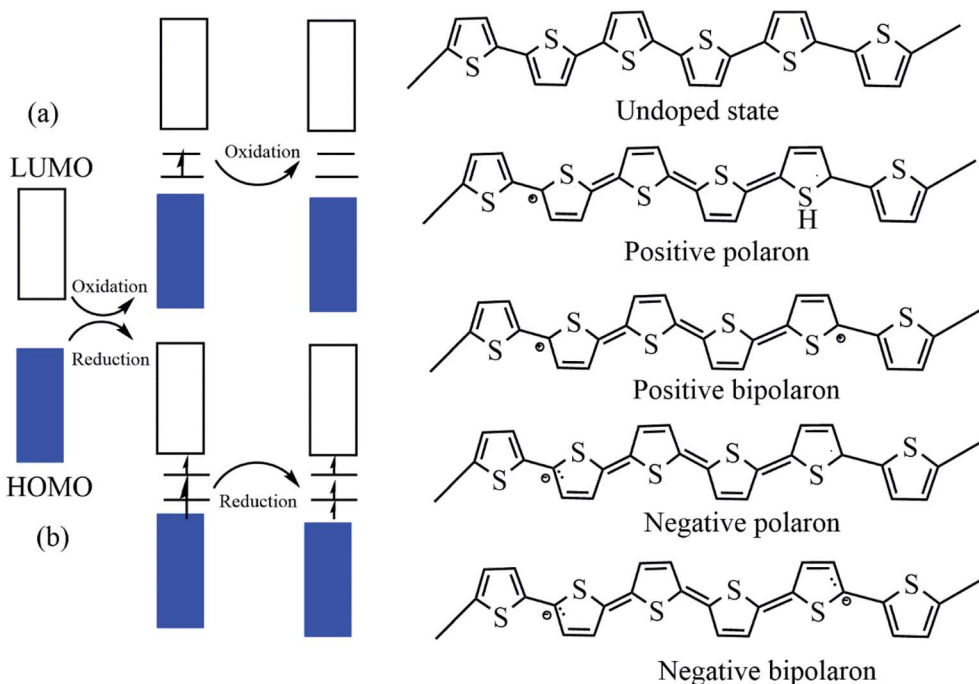 (a)
LUMO
Oxidation
Oxidation
Reduction
HOMO
(b)
Reduction
S S S S S S
Undoped state
S S S S S S
H
⊕
Positive polaron
S S S S S S
⊕ ⊕
Positive bipolaron
S S S S S S
⊖
Negative polaron
S S S S S S
⊖ ⊖
Negative bipolaron